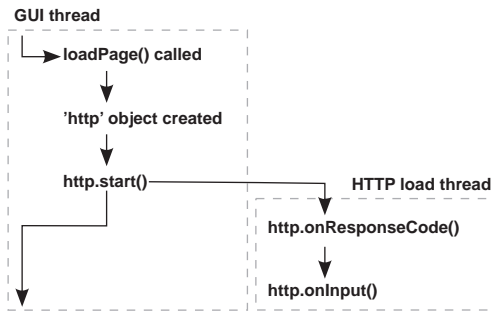 GUI thread
loadPage() called
’http’ object created
http.start()
HTTP load thread
http.onResponseCode()
http.onInput()